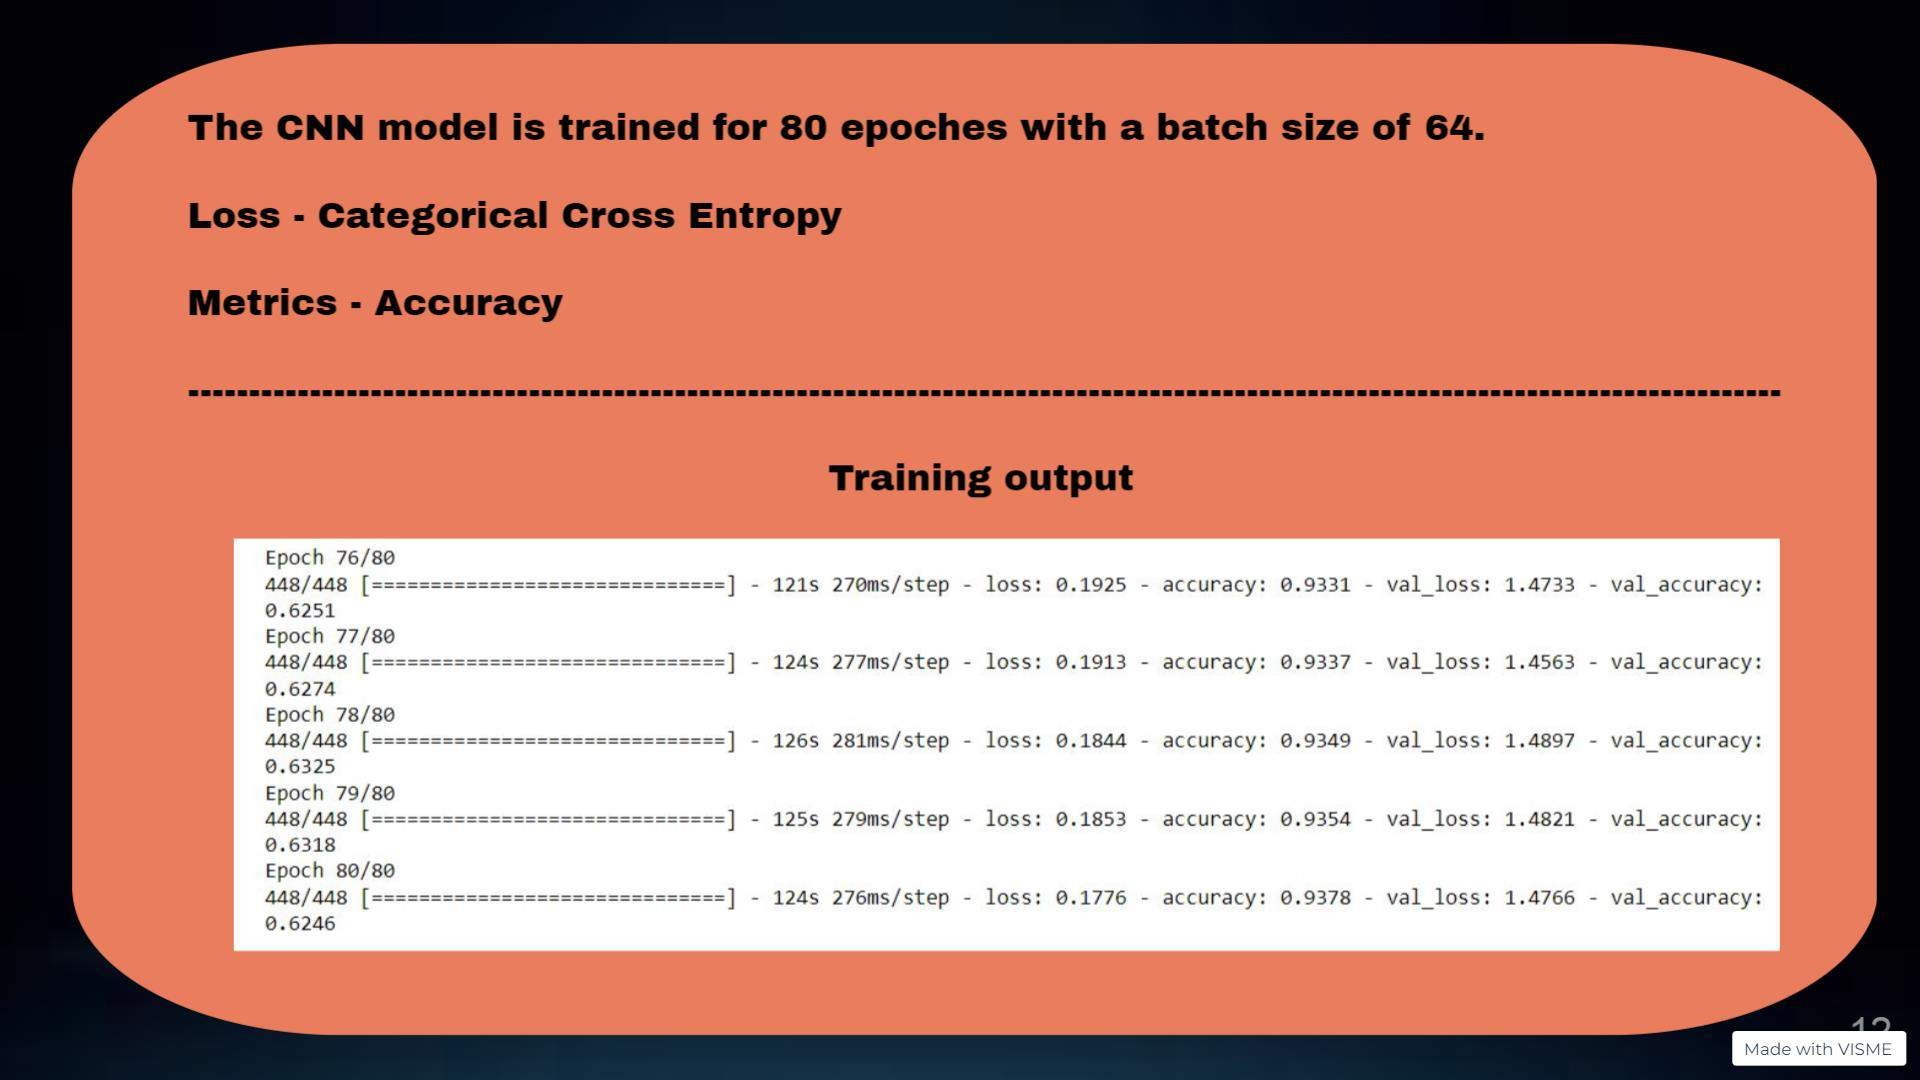 The CNN model is trained for 80 epoches with a batch size of 64.
Loss - Categorical Cross Entropy
Metrics - Accuracy
-----------------------------------------------------------------------------------------------------------------------------------
Training output
Epoch 76/80
448/448 [==============================] - 121s 270ms/step - loss: 0.1925 - accuracy: 0.9331 - val_loss: 1.4733 - val_accuracy:
0.6251
Epoch 77/80
448/448 [==============================] - 124s 277ms/step - loss: 0.1913 - accuracy: 0.9337 - val_loss: 1.4563 - val_accuracy:
0.6274
Epoch 78/80
448/448 [==============================] - 126s 281ms/step - loss: 0.1844 - accuracy: 0.9349 - val_loss: 1.4897 - val_accuracy:
0.6325
Epoch 79/80
448/448 [==============================] - 125s 279ms/step - loss: 0.1853 - accuracy: 0.9354 - val_loss: 1.4821 - val_accuracy:
0.6318
Epoch 80/80
448/448 [==============================] - 124s 276ms/step - loss: 0.1776 - accuracy: 0.9378 - val_loss: 1.4766 - val_accuracy:
0.6246
Made with VISME